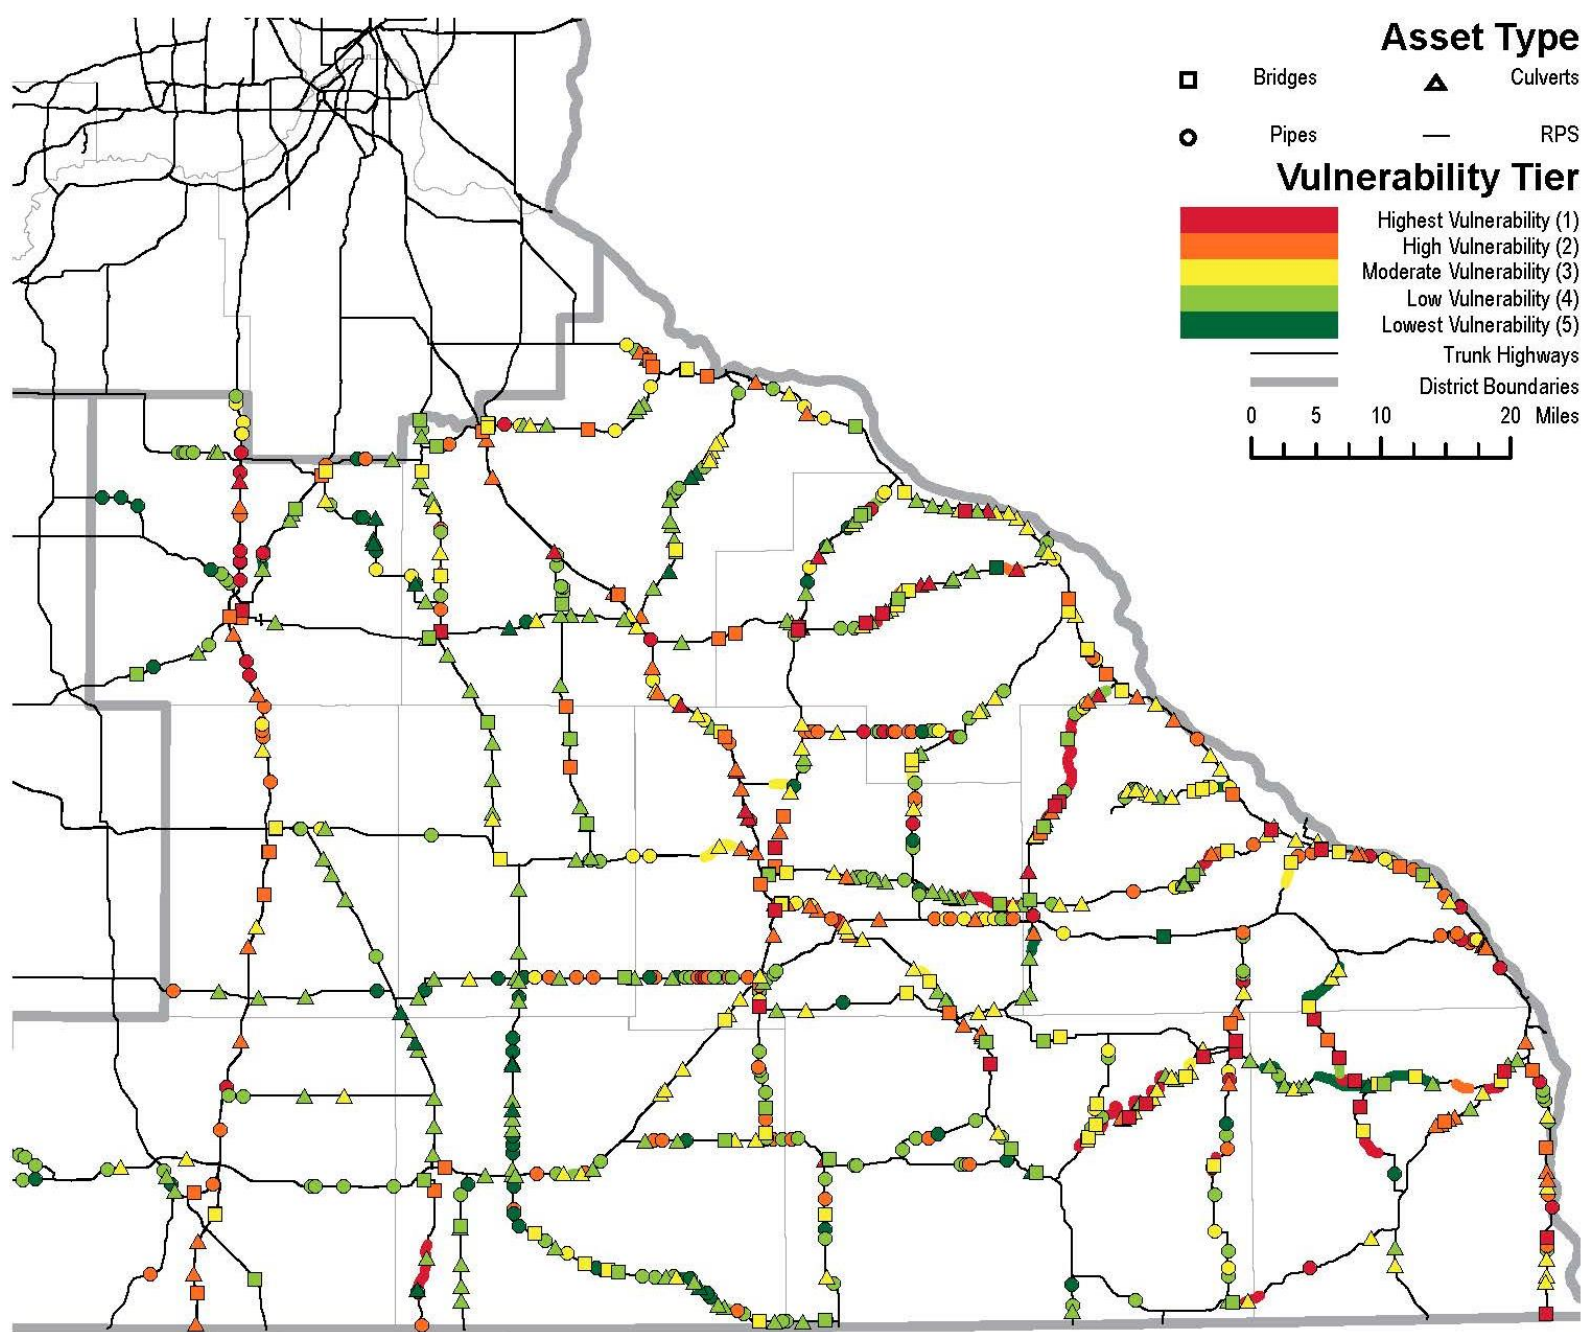 Asset Type
Bridges Culverts
Pipes RPS
Vulnerability Tier
Highest Vulnerability (1)
High Vulnerability (2)
Moderate Vulnerability (3)
Low Vulnerability (4)
Lowest Vulnerability (5)
Trunk Highways
District Boundaries
0 5 10 20 Miles